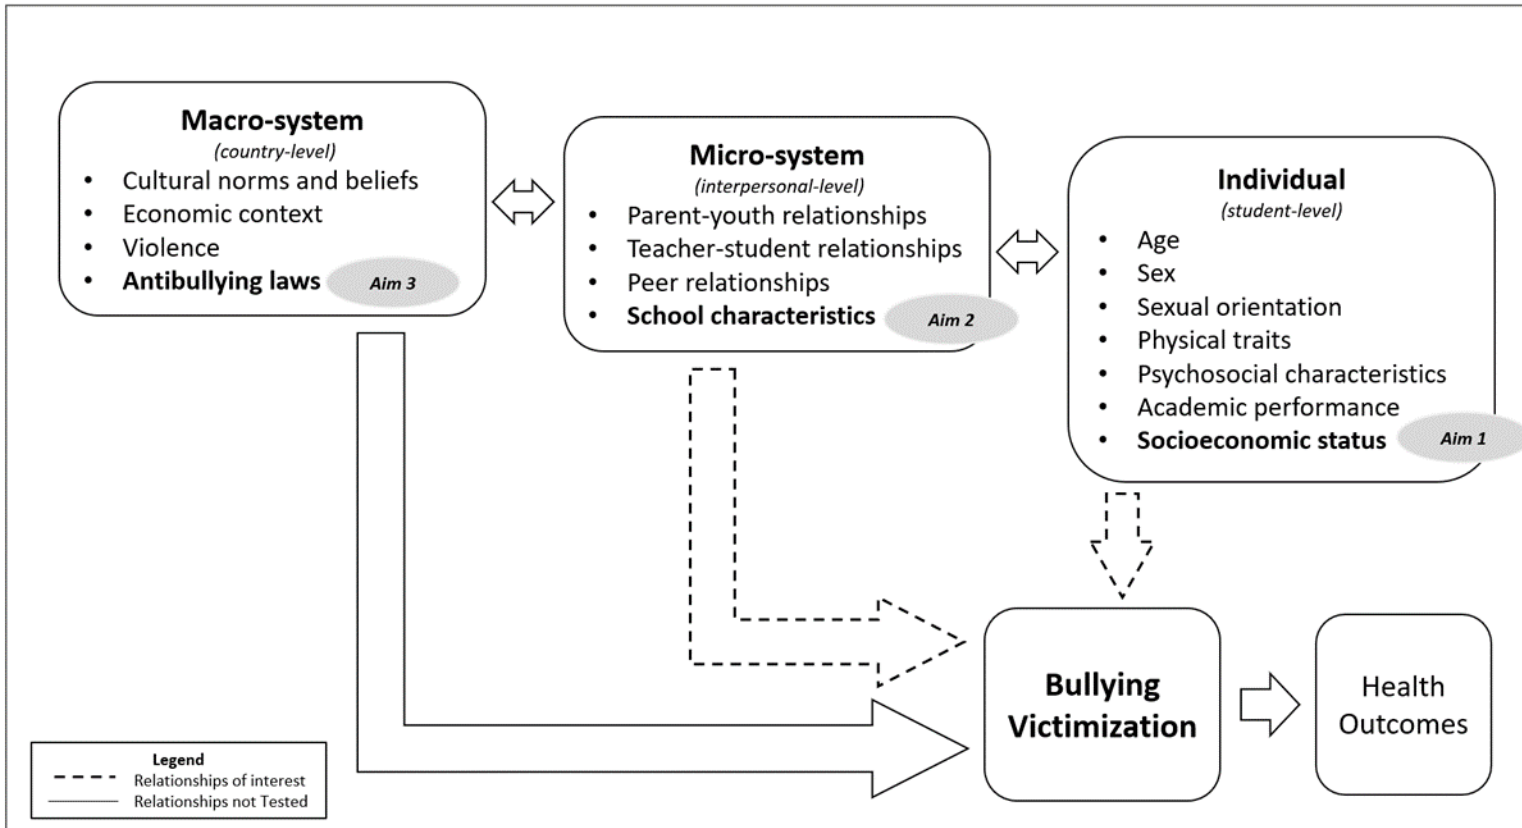 Macro-system
(country-level)
• Cultural norms and beliefs
• Economic context
• Violence
• Antibullying laws
Aim 3
Micro-system
(interpersonal-level)
• Parent-youth relationships
• Teacher-student relationships
• Peer relationships
• School characteristics
Aim 2
Individual
(student-level)
• Age
• Sex
• Sexual orientation
• Physical traits
• Psychosocial characteristics
• Academic performance
• Socioeconomic status
Aim 1
Bullying
Victimization
Health
Outcomes
Legend
Relationships of interest
Relationships not Tested